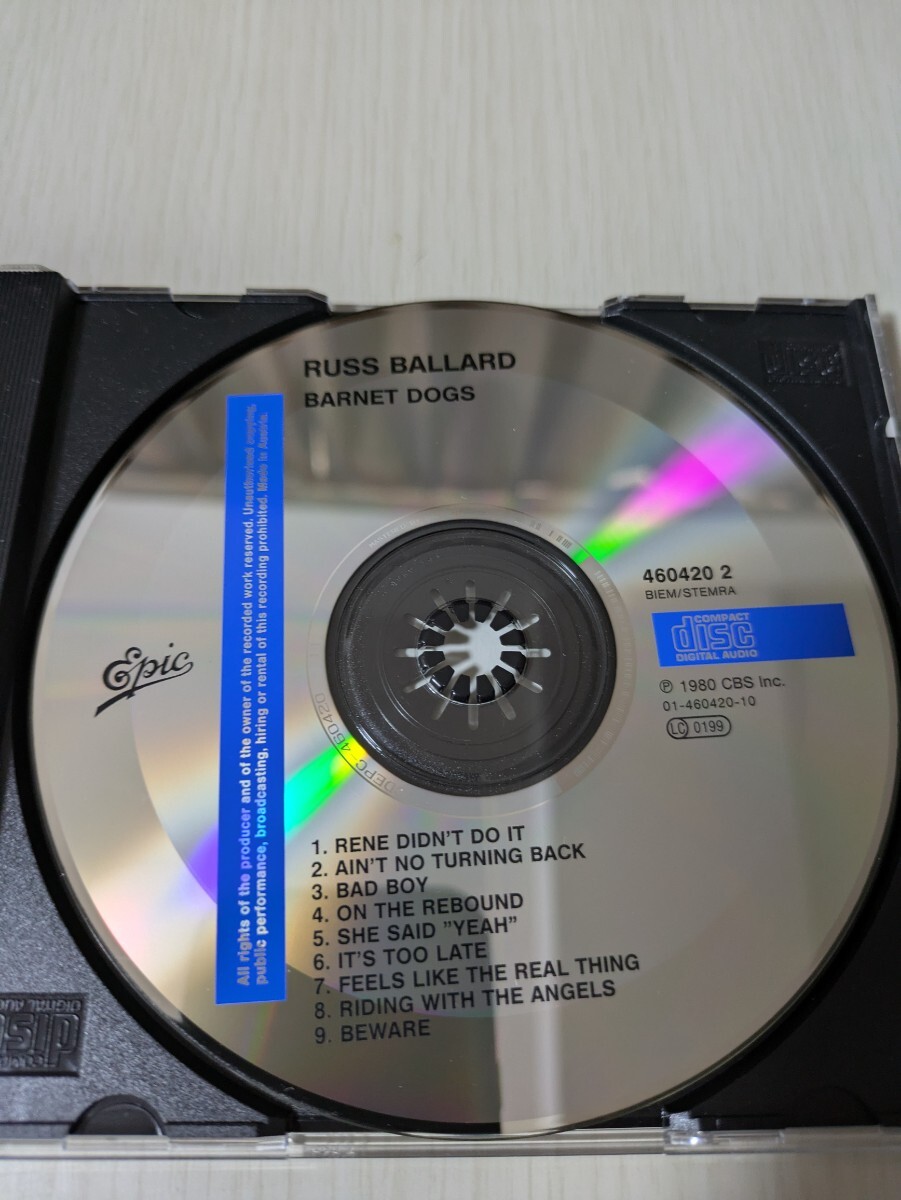 RUSS BALLARD
BARNET DOGS
All rights of the producer and of the owner of the recorded work reserved. Unauthorised copying,
public performance, broadcasting, hiring or rental of this recording prohibited. Made in Austria.
Epic
460420 2
BIEM/STEMRA
COMPACT
disc
DIGITAL AUDIO
℗ 1980 CBS Inc.
01-460420-10
LC 0199
DEPC-460420
1. RENE DIDN'T DO IT
2. AIN'T NO TURNING BACK
3. BAD BOY
4. ON THE REBOUND
5. SHE SAID "YEAH"
6. IT'S TOO LATE
7. FEELS LIKE THE REAL THING
8. RIDING WITH THE ANGELS
9. BEWARE